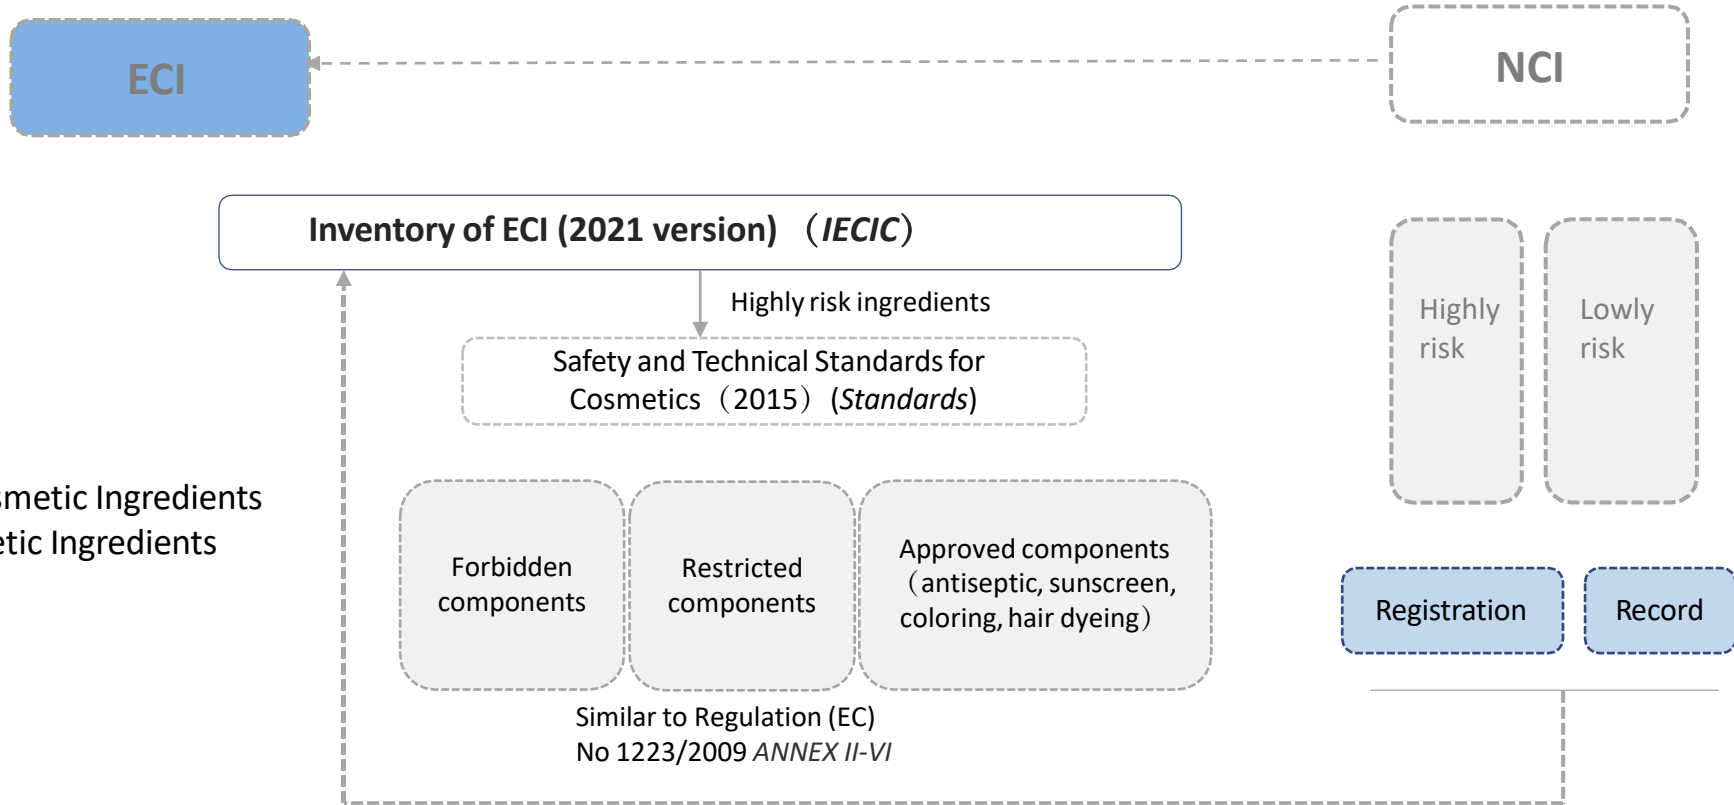 ECI
NCI
Inventory of ECI (2021 version) （IECIC）
Highly risk ingredients
Safety and Technical Standards for
Cosmetics（2015）(Standards)
Highly
risk
Lowly
risk
Cosmetic Ingredients
Ingredients
Forbidden
components
Restricted
components
Approved components
（antiseptic, sunscreen,
coloring, hair dyeing）
Registration
Record
Similar to Regulation (EC)
No 1223/2009 ANNEX II-VI